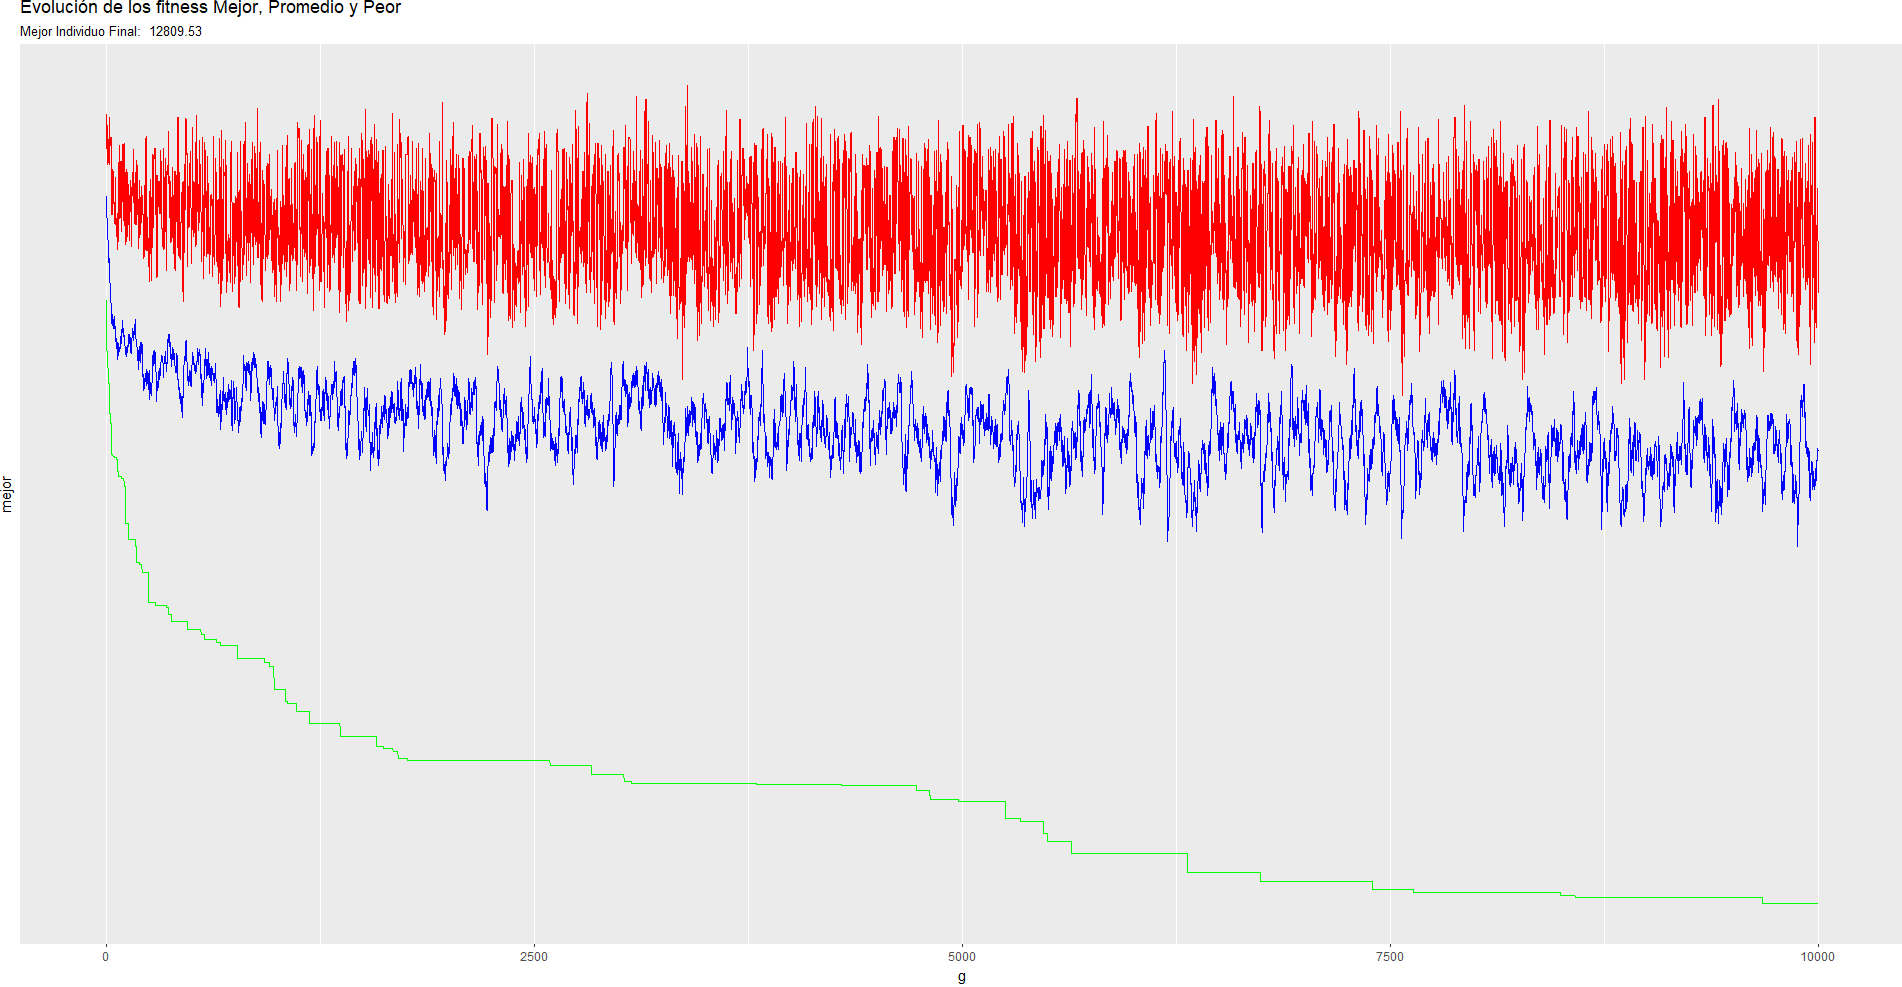 Evolución de los fitness Mejor, Promedio y Peor
Mejor Individuo Final: 12809.53
mejor
0 2500 5000 7500 10000
g